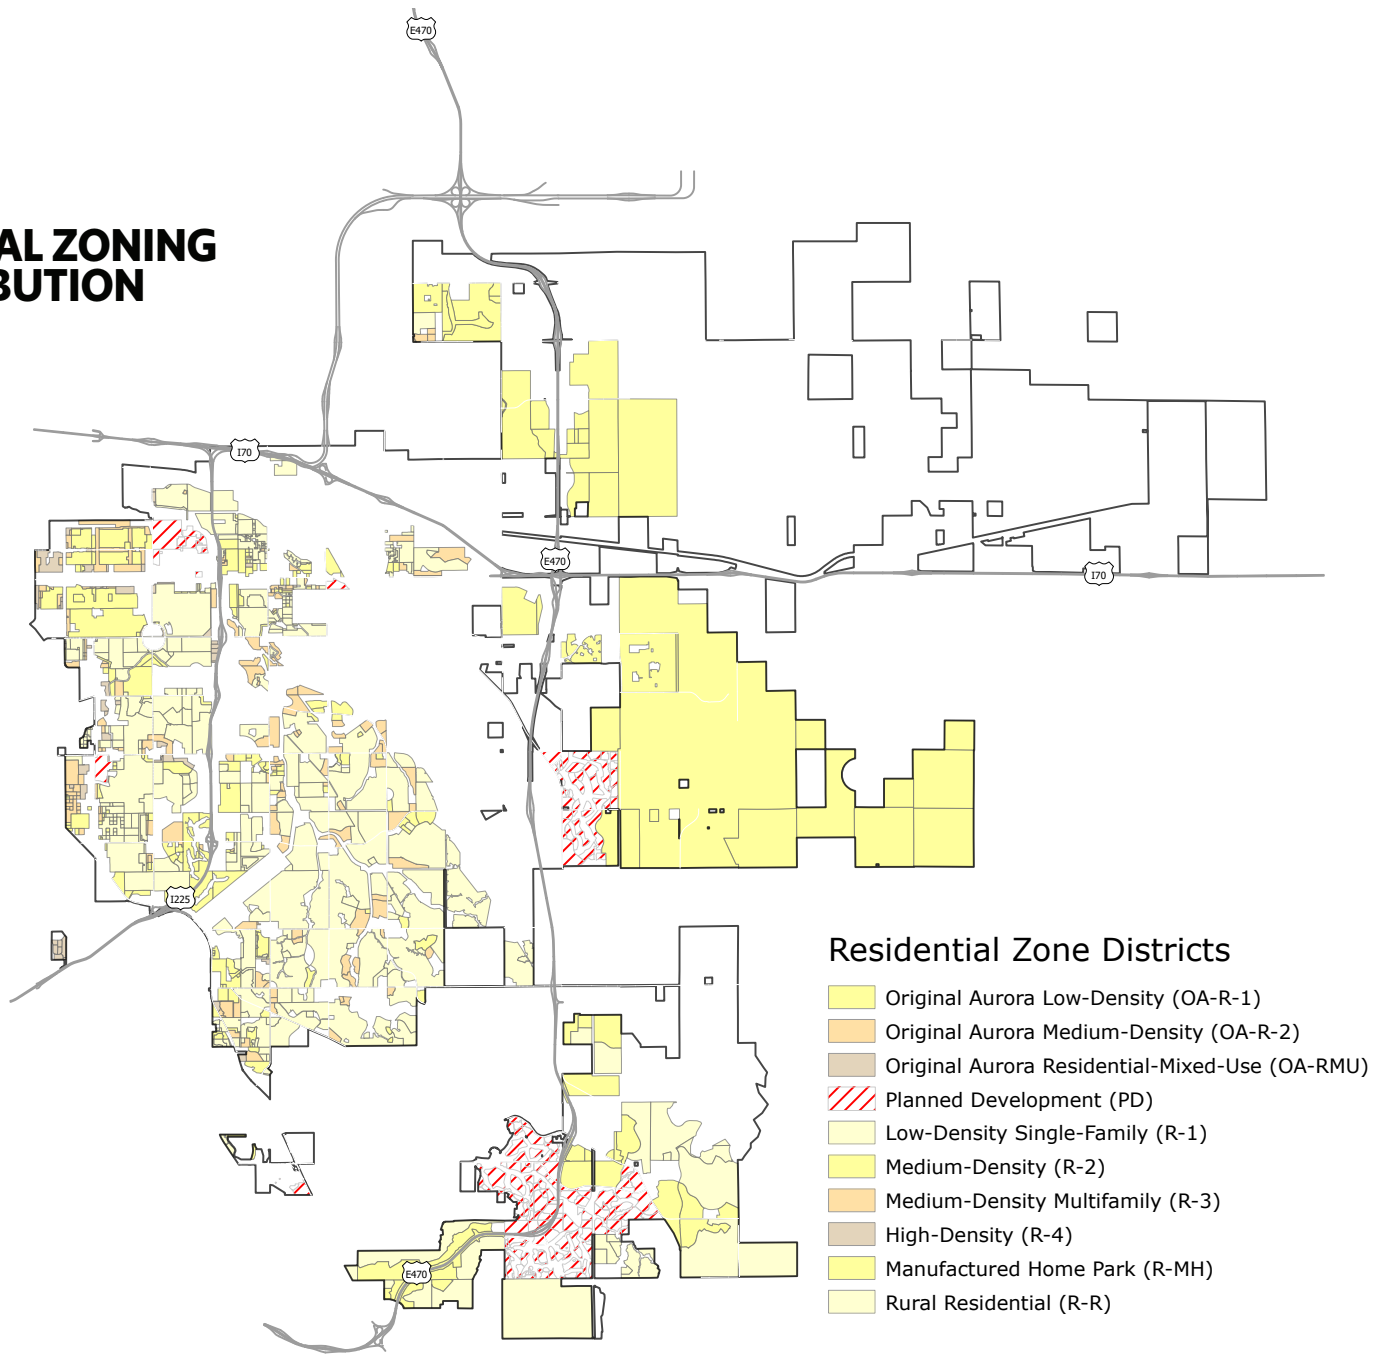 E470
AL ZONING
BUTION
I70
E470
I70
I225
E470
Residential Zone Districts
Original Aurora Low-Density (OA-R-1)
Original Aurora Medium-Density (OA-R-2)
Original Aurora Residential-Mixed-Use (OA-RMU)
Planned Development (PD)
Low-Density Single-Family (R-1)
Medium-Density (R-2)
Medium-Density Multifamily (R-3)
High-Density (R-4)
Manufactured Home Park (R-MH)
Rural Residential (R-R)